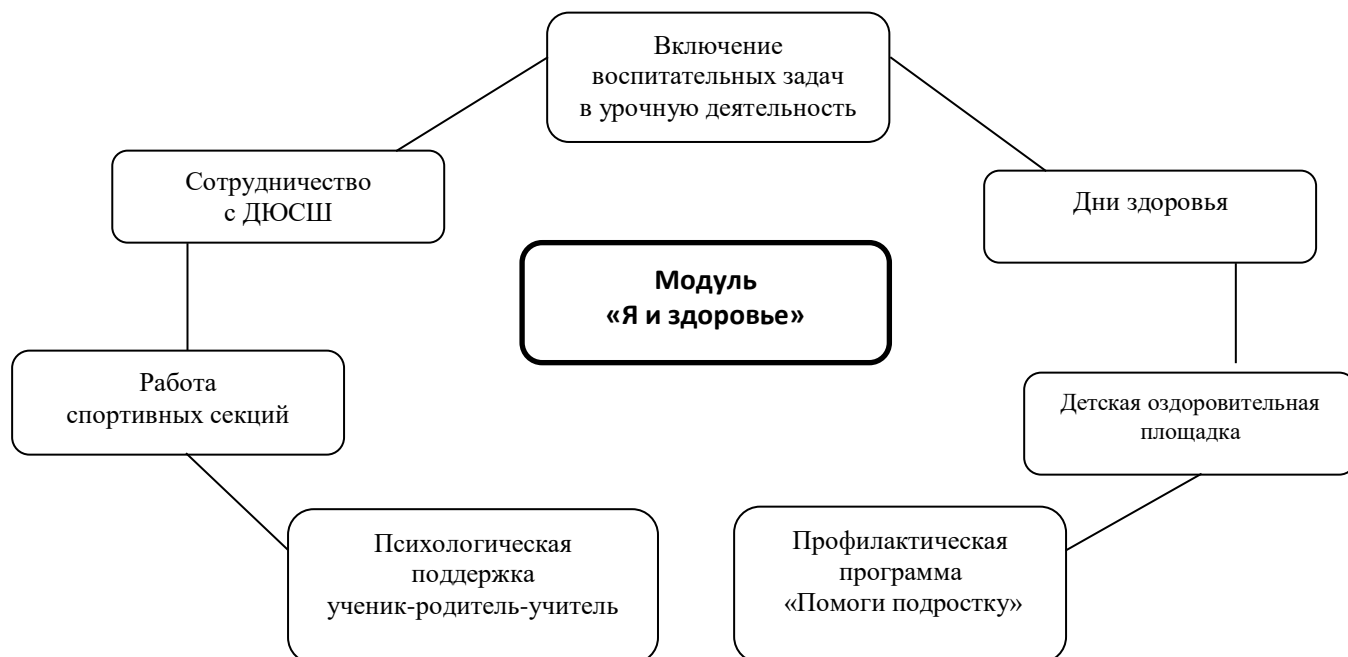 Включение
воспитательных задач
в урочную деятельность
Сотрудничество
с ДЮСШ
Дни здоровья
Модуль
«Я и здоровье»
Работа
спортивных секций
Детская оздоровительная
площадка
Психологическая
поддержка
ученик-родитель-учитель
Профилактическая
программа
«Помоги подростку»